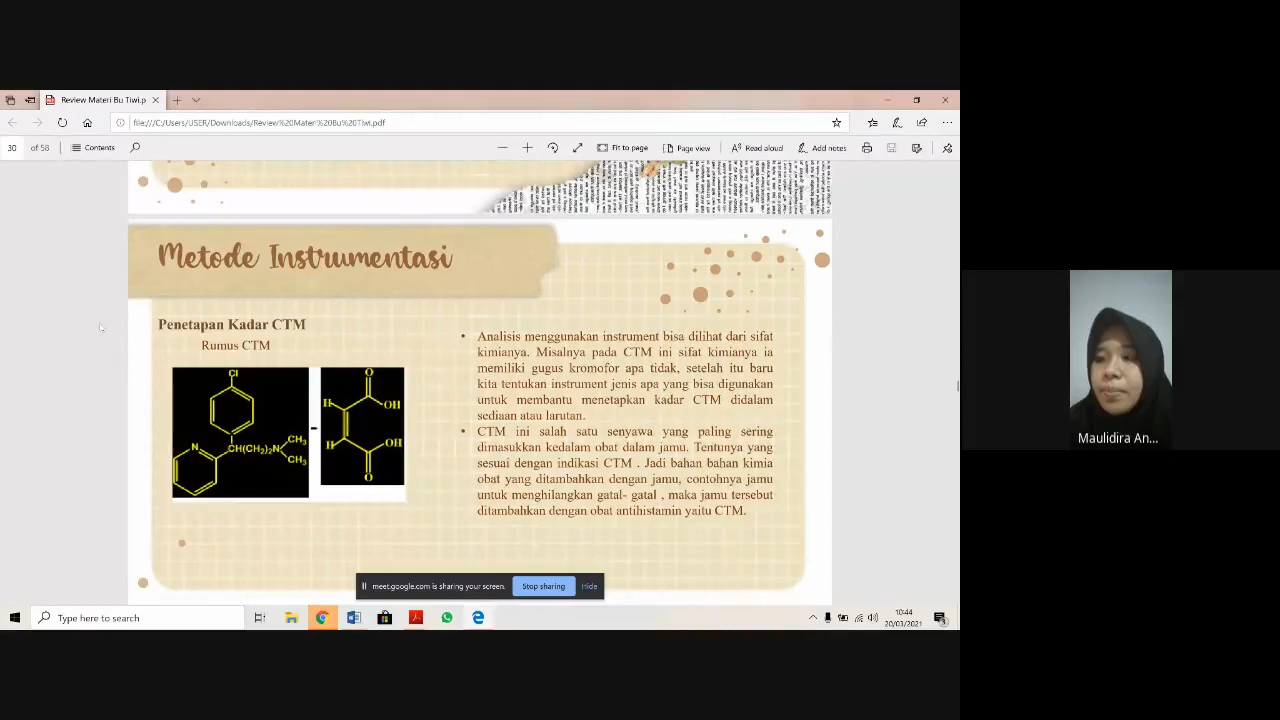 Review Materi Bu Tiwi.p
file:///C:/Users/USER/Downloads/Review%20Materi%20Bu%20Tiwi.pdf
30 of 58 Contents Fit to page Page view Read aloud Add notes
Metode Instrumentasi
Penetapan Kadar CTM
Rumus CTM
Cl
N
CH(CH₂)₂N
CH₃
CH₃
-
O
H
OH
H
OH
O
• Analisis menggunakan instrument bisa dilihat dari sifat
kimianya. Misalnya pada CTM ini sifat kimianya ia
memiliki gugus kromofor apa tidak, setelah itu baru
kita tentukan instrument jenis apa yang bisa digunakan
untuk membantu menetapkan kadar CTM didalam
sediaan atau larutan.
• CTM ini salah satu senyawa yang paling sering
dimasukkan kedalam obat dalam jamu. Tentunya yang
sesuai dengan indikasi CTM . Jadi bahan bahan kimia
obat yang ditambahkan dengan jamu, contohnya jamu
untuk menghilangkan gatal- gatal , maka jamu tersebut
ditambahkan dengan obat antihistamin yaitu CTM.
Maulidira An...
meet.google.com is sharing your screen. Stop sharing Hide
Type here to search
10:44
20/03/2021